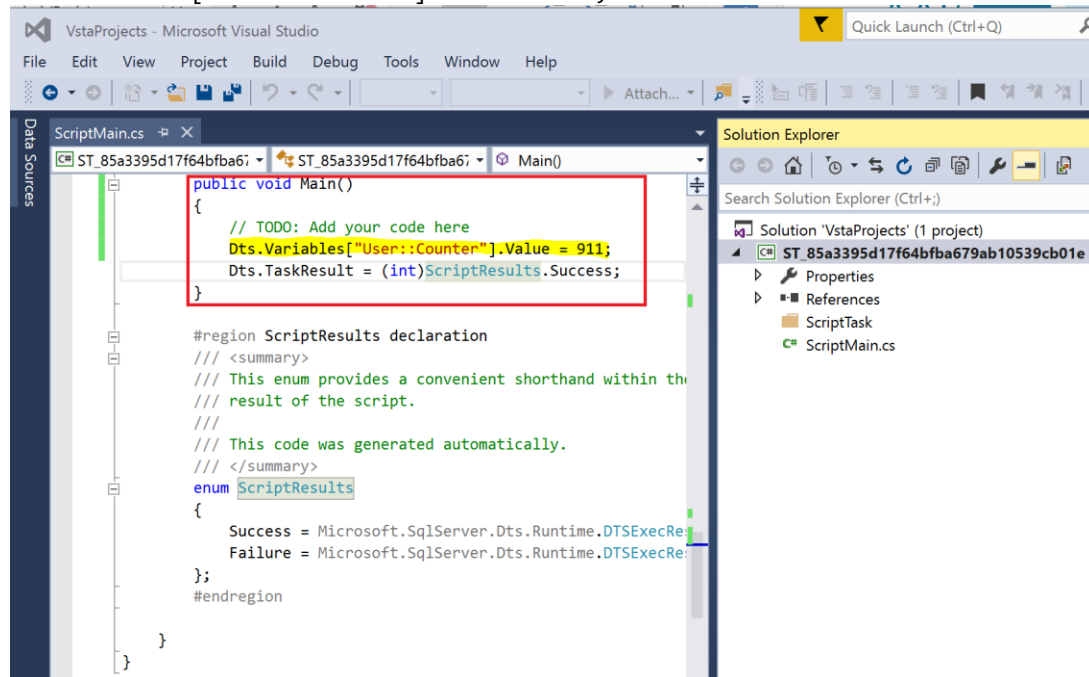 VstaProjects - Microsoft Visual Studio
Quick Launch (Ctrl+Q)
File Edit View Project Build Debug Tools Window Help
Attach...
Data Sources
ScriptMain.cs
Solution Explorer
ST_85a3395d17f64bfba67 ST_85a3395d17f64bfba67 Main()
Search Solution Explorer (Ctrl+;)
public void Main()
{
// TODO: Add your code here
Dts.Variables["User::Counter"].Value = 911;
Dts.TaskResult = (int)ScriptResults.Success;
}
#region ScriptResults declaration
/// <summary>
/// This enum provides a convenient shorthand within the
/// result of the script.
///
/// This code was generated automatically.
/// </summary>
enum ScriptResults
{
Success = Microsoft.SqlServer.Dts.Runtime.DTSExecRe
Failure = Microsoft.SqlServer.Dts.Runtime.DTSExecRe
};
#endregion
}
}
Solution 'VstaProjects' (1 project)
C# ST_85a3395d17f64bfba679ab10539cb01e
Properties
References
ScriptTask
C# ScriptMain.cs